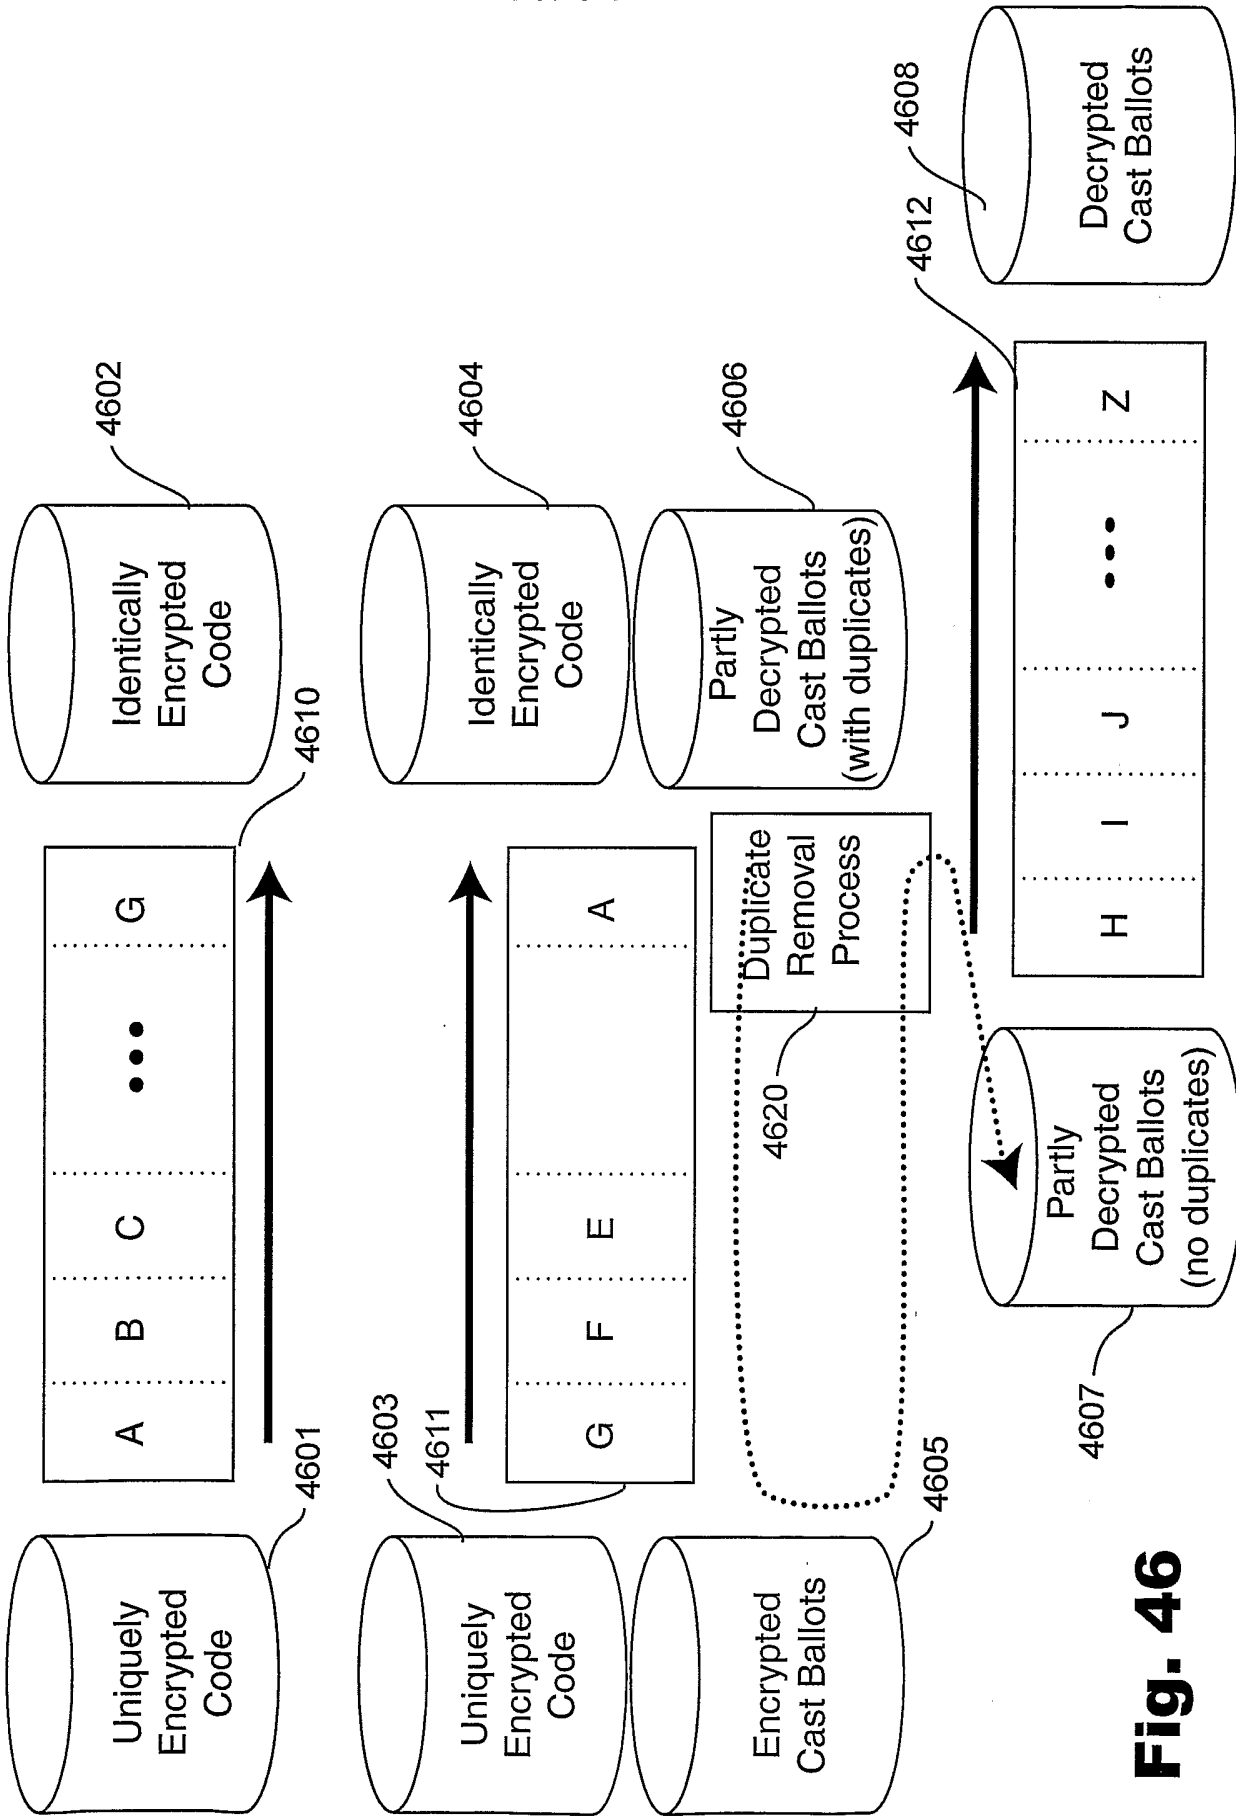 Uniquely
Encrypted
Code
4601
A
B
C
•••
G
4610
Identically
Encrypted
Code
4602
Uniquely
Encrypted
Code
4603
4611
G
F
E
A
Identically
Encrypted
Code
4604
Encrypted
Cast Ballots
4605
4620
Duplicate
Removal
Process
Partly
Decrypted
Cast Ballots
(with duplicates)
4606
4607
Partly
Decrypted
Cast Ballots
(no duplicates)
H
I
J
•••
Z
4612
4608
Decrypted
Cast Ballots
Fig. 46